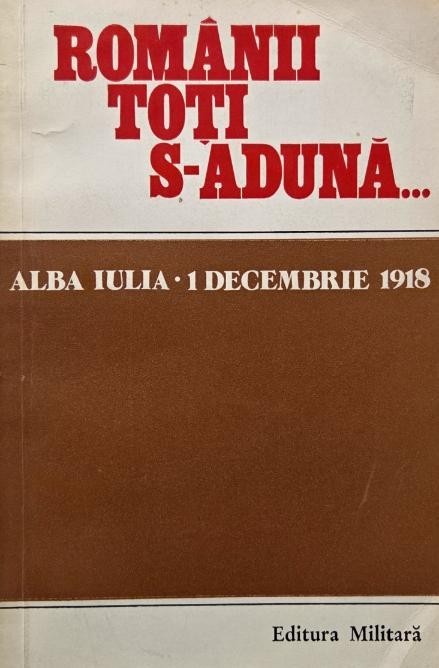 ROMÂNII
TOȚI
S-ADUNĂ...
ALBA IULIA • 1 DECEMBRIE 1918
Editura Militară